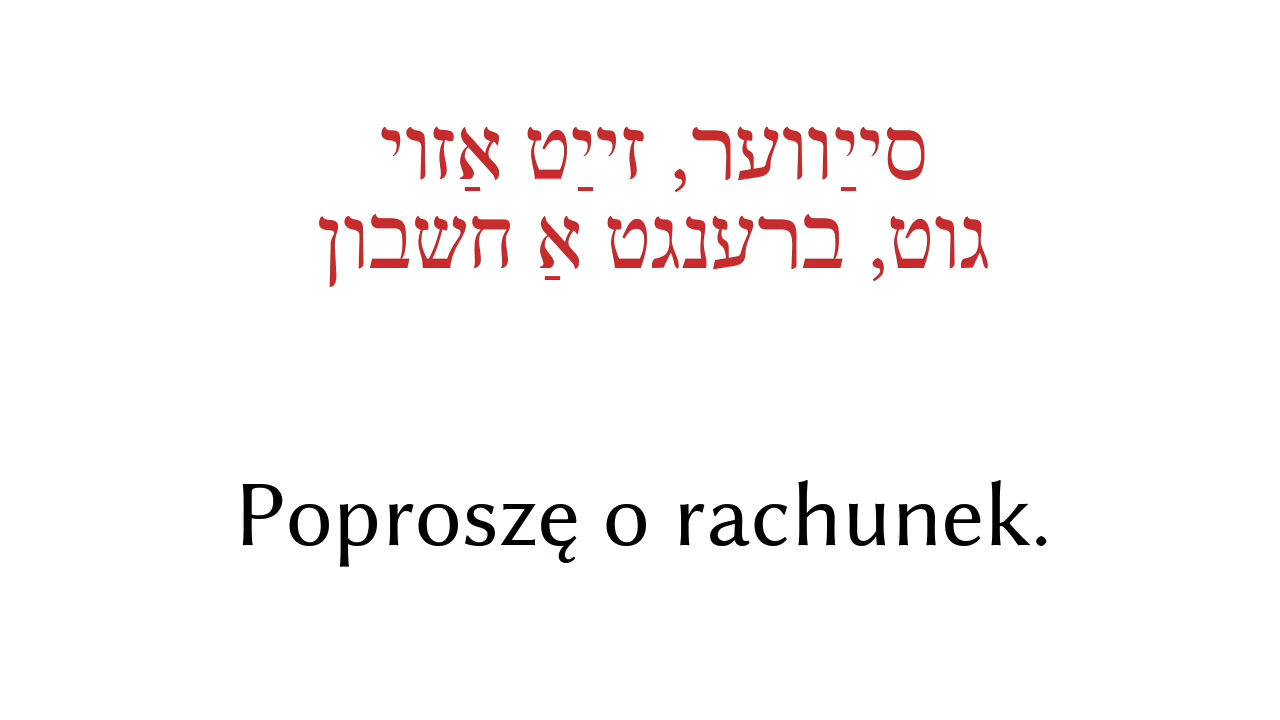 סײַװער, זײַט אַזױ
גוט, ברענגט אַ חשבון
Poproszę o rachunek.